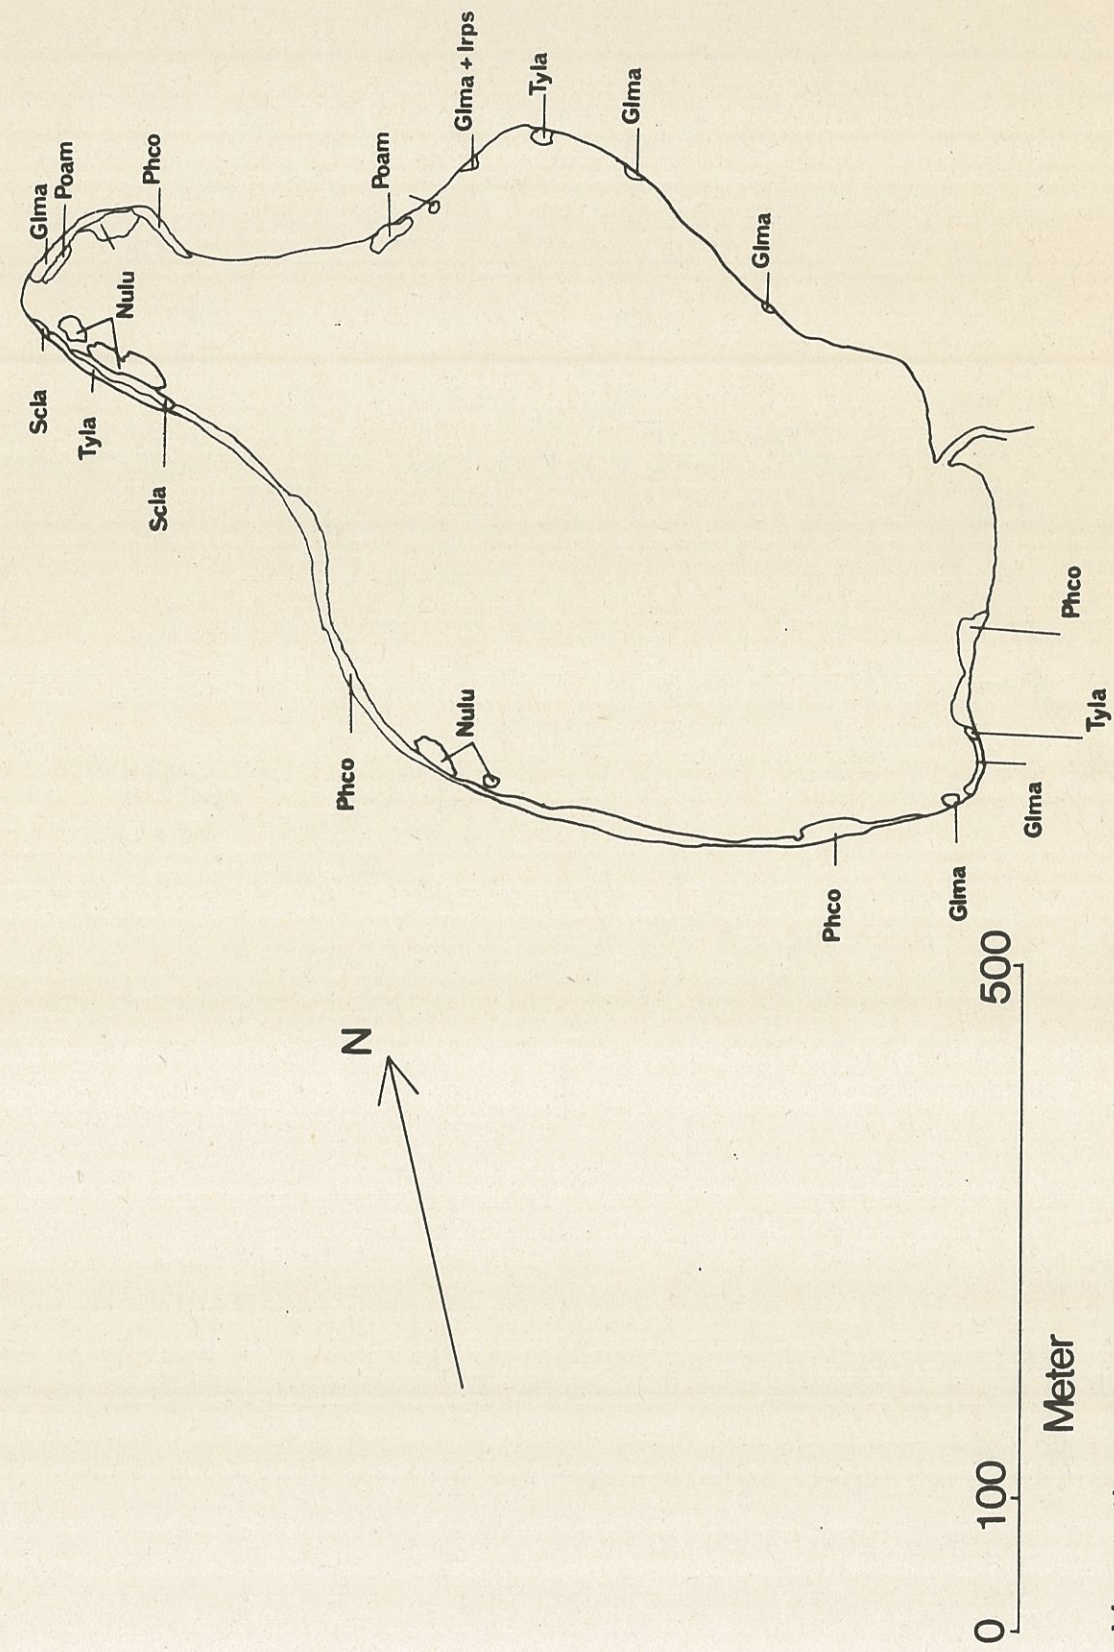 Glma
Poam
Phco
Nulu
Scla
Tyla
Scla
Poam
Glma + Irps
Tyla
Glma
Glma
Phco
Nulu
Phco
Glma
Glma
Tyla
Phco
N
0 100 500
Meter